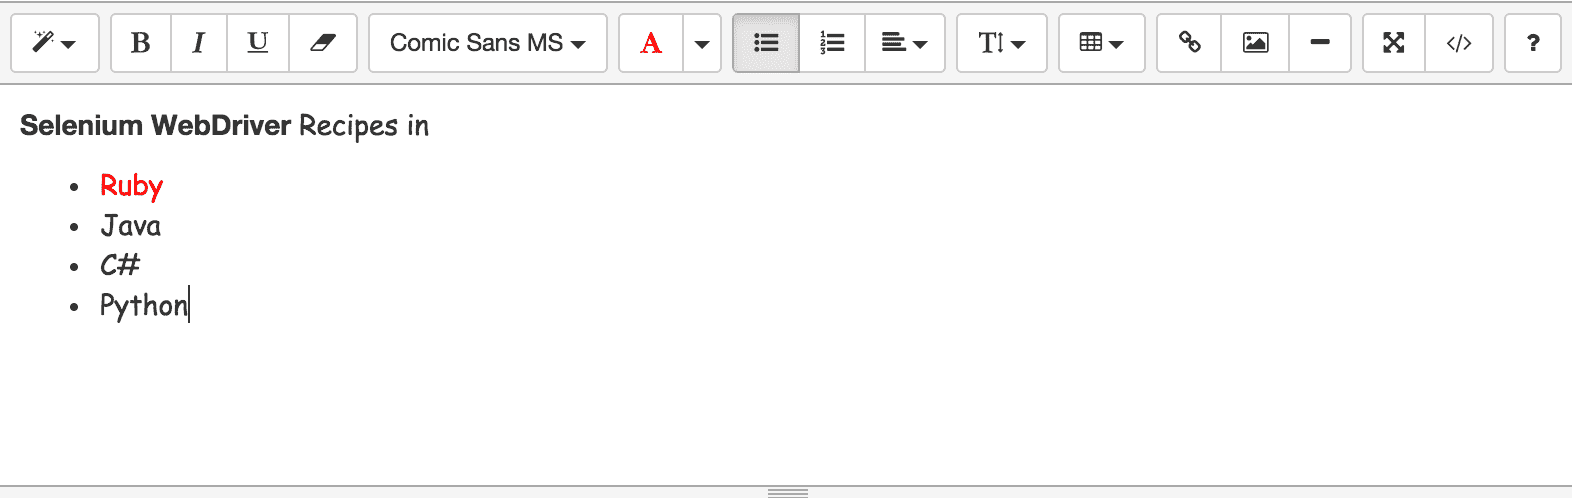 B I U Comic Sans MS A T </> ?
Selenium WebDriver Recipes in
• Ruby
• Java
• C#
• Python